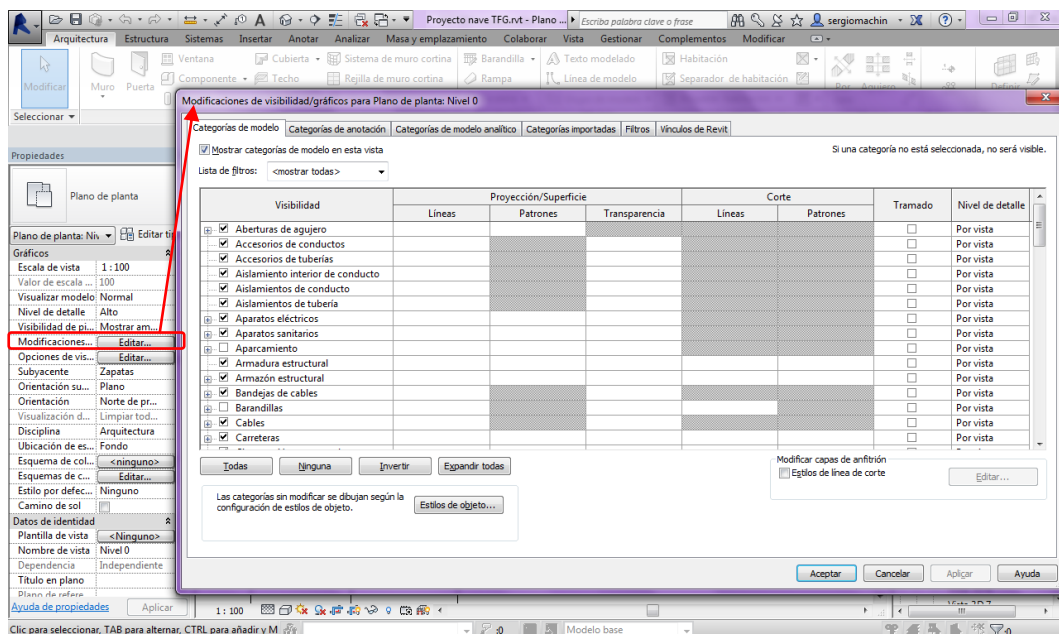 Proyecto nave TFG.rvt - Plano ... Escriba palabra clave o frase sergiomachin
Arquitectura Estructura Sistemas Insertar Anotar Analizar Masa y emplazamiento Colaborar Vista Gestionar Complementos Modificar
Ventana Cubierta Sistema de muro cortina Barandilla Texto modelado Habitación
Modificar Muro Puerta Componente Techo Rejilla de muro cortina Rampa Línea de modelo Separador de habitación Por Agujero Definir
Seleccionar
Modificaciones de visibilidad/gráficos para Plano de planta: Nivel 0
Categorías de modelo Categorías de anotación Categorías de modelo analítico Categorías importadas Filtros Vínculos de Revit
Mostrar categorías de modelo en esta vista Si una categoría no está seleccionada, no será visible.
Lista de filtros: <mostrar todas>
Visibilidad Proyección/Superficie Corte Tramado Nivel de detalle
Líneas Patrones Transparencia Líneas Patrones
Aberturas de agujero Por vista
Accesorios de conductos Por vista
Accesorios de tuberías Por vista
Aislamiento interior de conducto Por vista
Aislamientos de conducto Por vista
Aislamientos de tubería Por vista
Aparatos eléctricos Por vista
Aparatos sanitarios Por vista
Aparcamiento Por vista
Armadura estructural Por vista
Armazón estructural Por vista
Bandejas de cables Por vista
Barandillas Por vista
Cables Por vista
Carreteras Por vista
Todas Ninguna Invertir Expandir todas
Modificar capas de anfitrión
Estilos de línea de corte Editar...
Las categorías sin modificar se dibujan según la
configuración de estilos de objeto.
Estilos de objeto...
Aceptar Cancelar Aplicar Ayuda
Propiedades
Plano de planta
Plano de planta: Niv Editar ti
Gráficos
Escala de vista 1 : 100
Valor de escala ... 100
Visualizar modelo Normal
Nivel de detalle Alto
Visibilidad de pi... Mostrar am...
Modificaciones... Editar...
Opciones de vis... Editar...
Subyacente Zapatas
Orientación su... Plano
Orientación Norte de pr...
Visualización d... Limpiar tod...
Disciplina Arquitectura
Ubicación de es... Fondo
Esquema de col... <ninguno>
Esquemas de c... Editar...
Estilo por defec... Ninguno
Camino de sol
Datos de identidad
Plantilla de vista <Ninguno>
Nombre de vista Nivel 0
Dependencia Independiente
Título en plano
Plano de refere...
Ayuda de propiedades Aplicar
1 : 100
Clic para seleccionar, TAB para alternar, CTRL para añadir y M :0 Modelo base :0